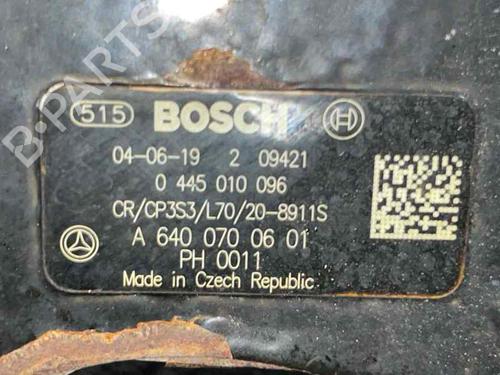 B-PARTS
515 BOSCH
04-06-19 2 09421
0 445 010 096
CR/CP3S3/L70/20-8911S
A 640 070 06 01
PH 0011
Made in Czech Republic